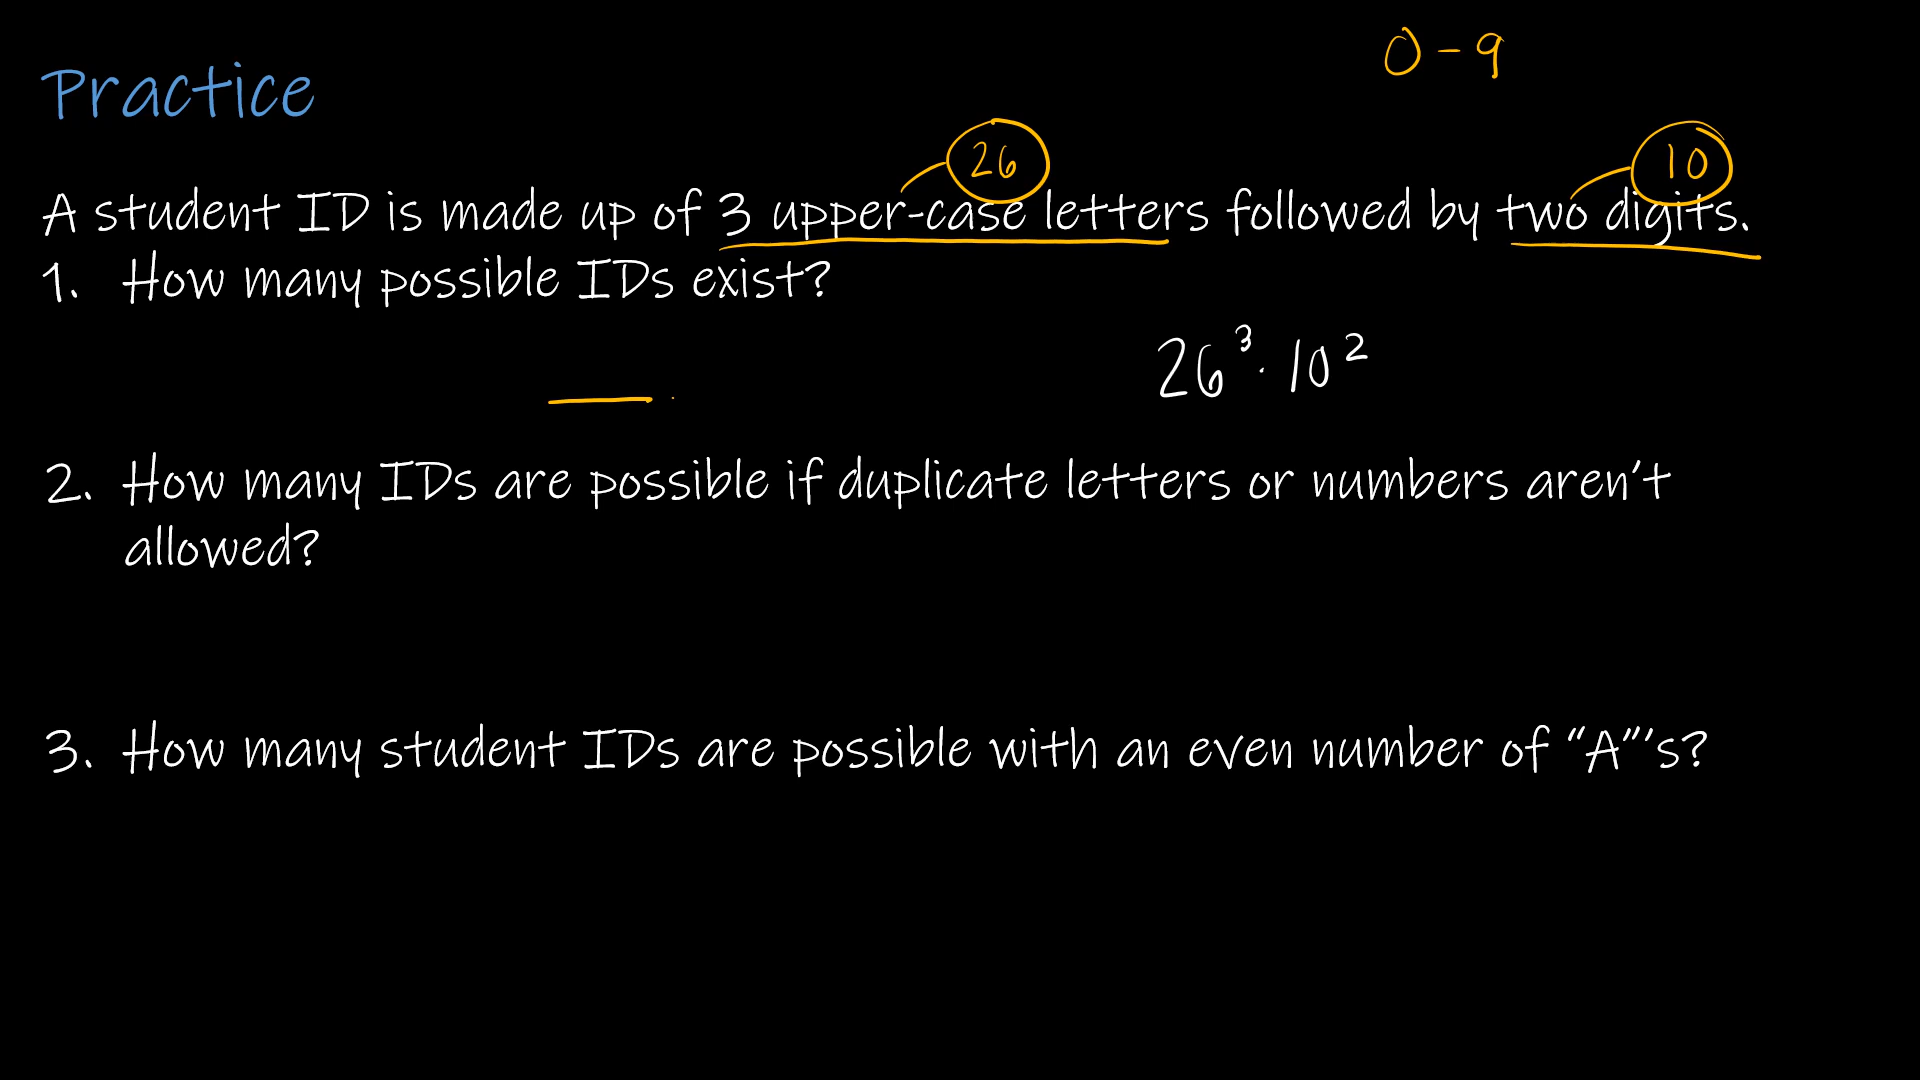 0-9
Practice
26
10
A student ID is made up of 3 upper-case letters followed by two digits.
1. How many possible IDs exist?
26³·10²
2. How many IDs are possible if duplicate letters or numbers aren't
allowed?
3. How many student IDs are possible with an even number of “A”'s?